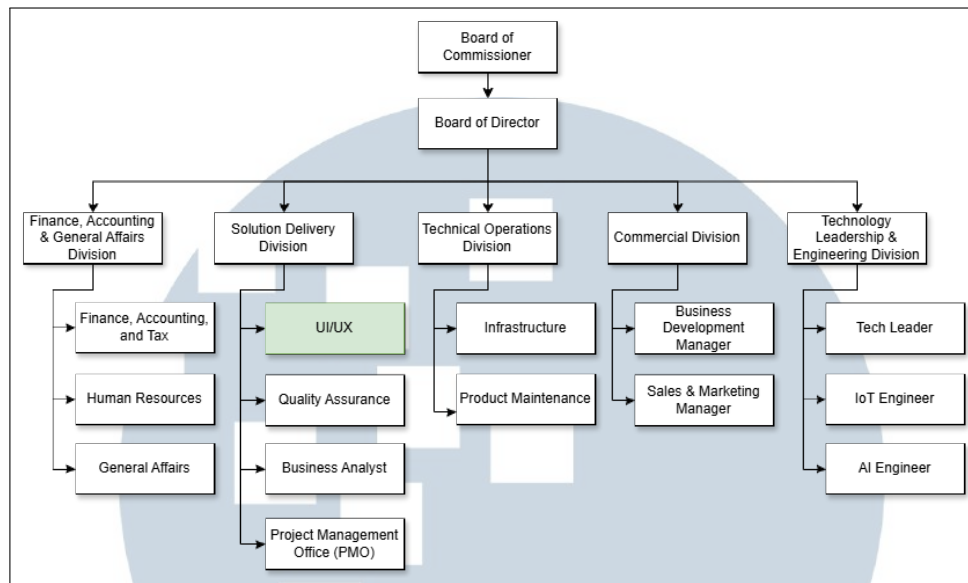 Board of
Commissioner
Board of Director
Finance, Accounting
& General Affairs
Division
Solution Delivery
Division
Technical Operations
Division
Commercial Division
Technology
Leadership &
Engineering Division
Finance, Accounting,
and Tax
UI/UX
Infrastructure
Business
Development
Manager
Tech Leader
Human Resources
Quality Assurance
Product Maintenance
Sales & Marketing
Manager
IoT Engineer
General Affairs
Business Analyst
AI Engineer
Project Management
Office (PMO)